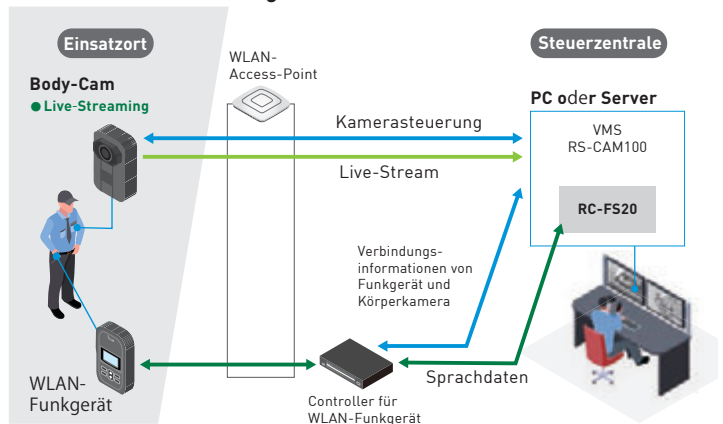 Einsatzort
Steuerzentrale
WLAN-
Access-Point
Body-Cam
● Live-Streaming
PC oder Server
Kamerasteuerung
VMS
RS-CAM100
Live-Stream
RC-FS20
Verbindungs-
informationen von
Funkgerät und
Körperkamera
WLAN-
Funkgerät
Sprachdaten
Controller für
WLAN-Funkgerät